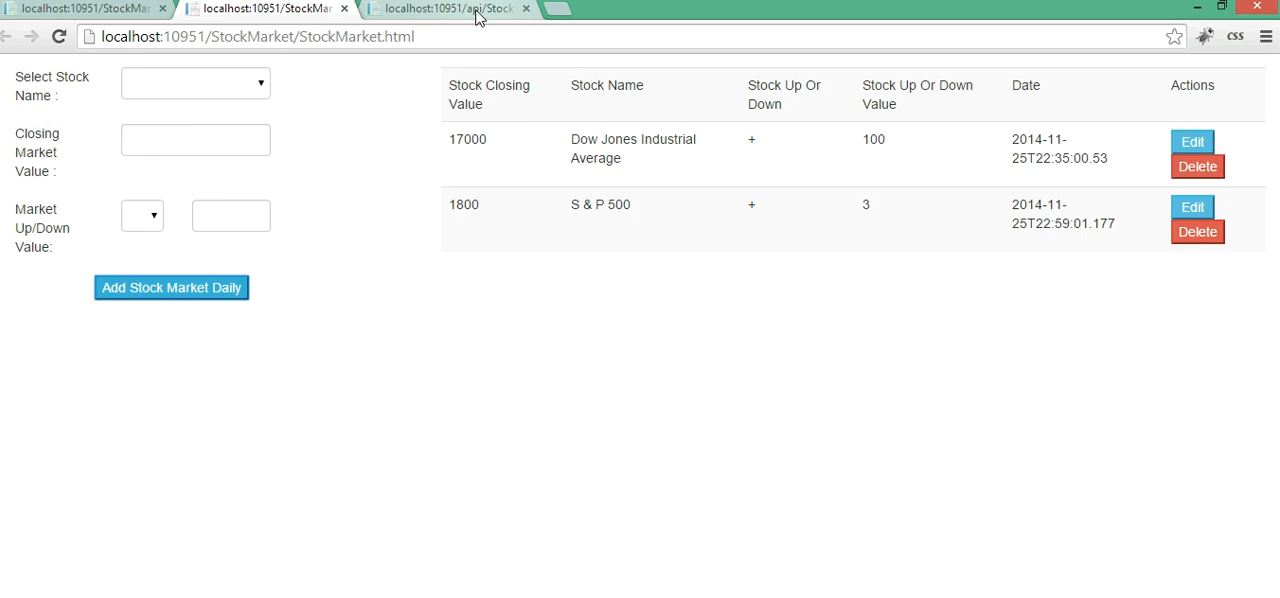 localhost:10951/StockMar
localhost:10951/StockMar
localhost:10951/api/Stock
localhost:10951/StockMarket/StockMarket.html
CSS
Select Stock
Name :
Closing
Market
Value :
Market
Up/Down
Value:
Add Stock Market Daily
Stock Closing
Value
Stock Name
Stock Up Or
Down
Stock Up Or Down
Value
Date
Actions
17000
Dow Jones Industrial
Average
+
100
2014-11-
25T22:35:00.53
Edit
Delete
1800
S & P 500
+
3
2014-11-
25T22:59:01.177
Edit
Delete